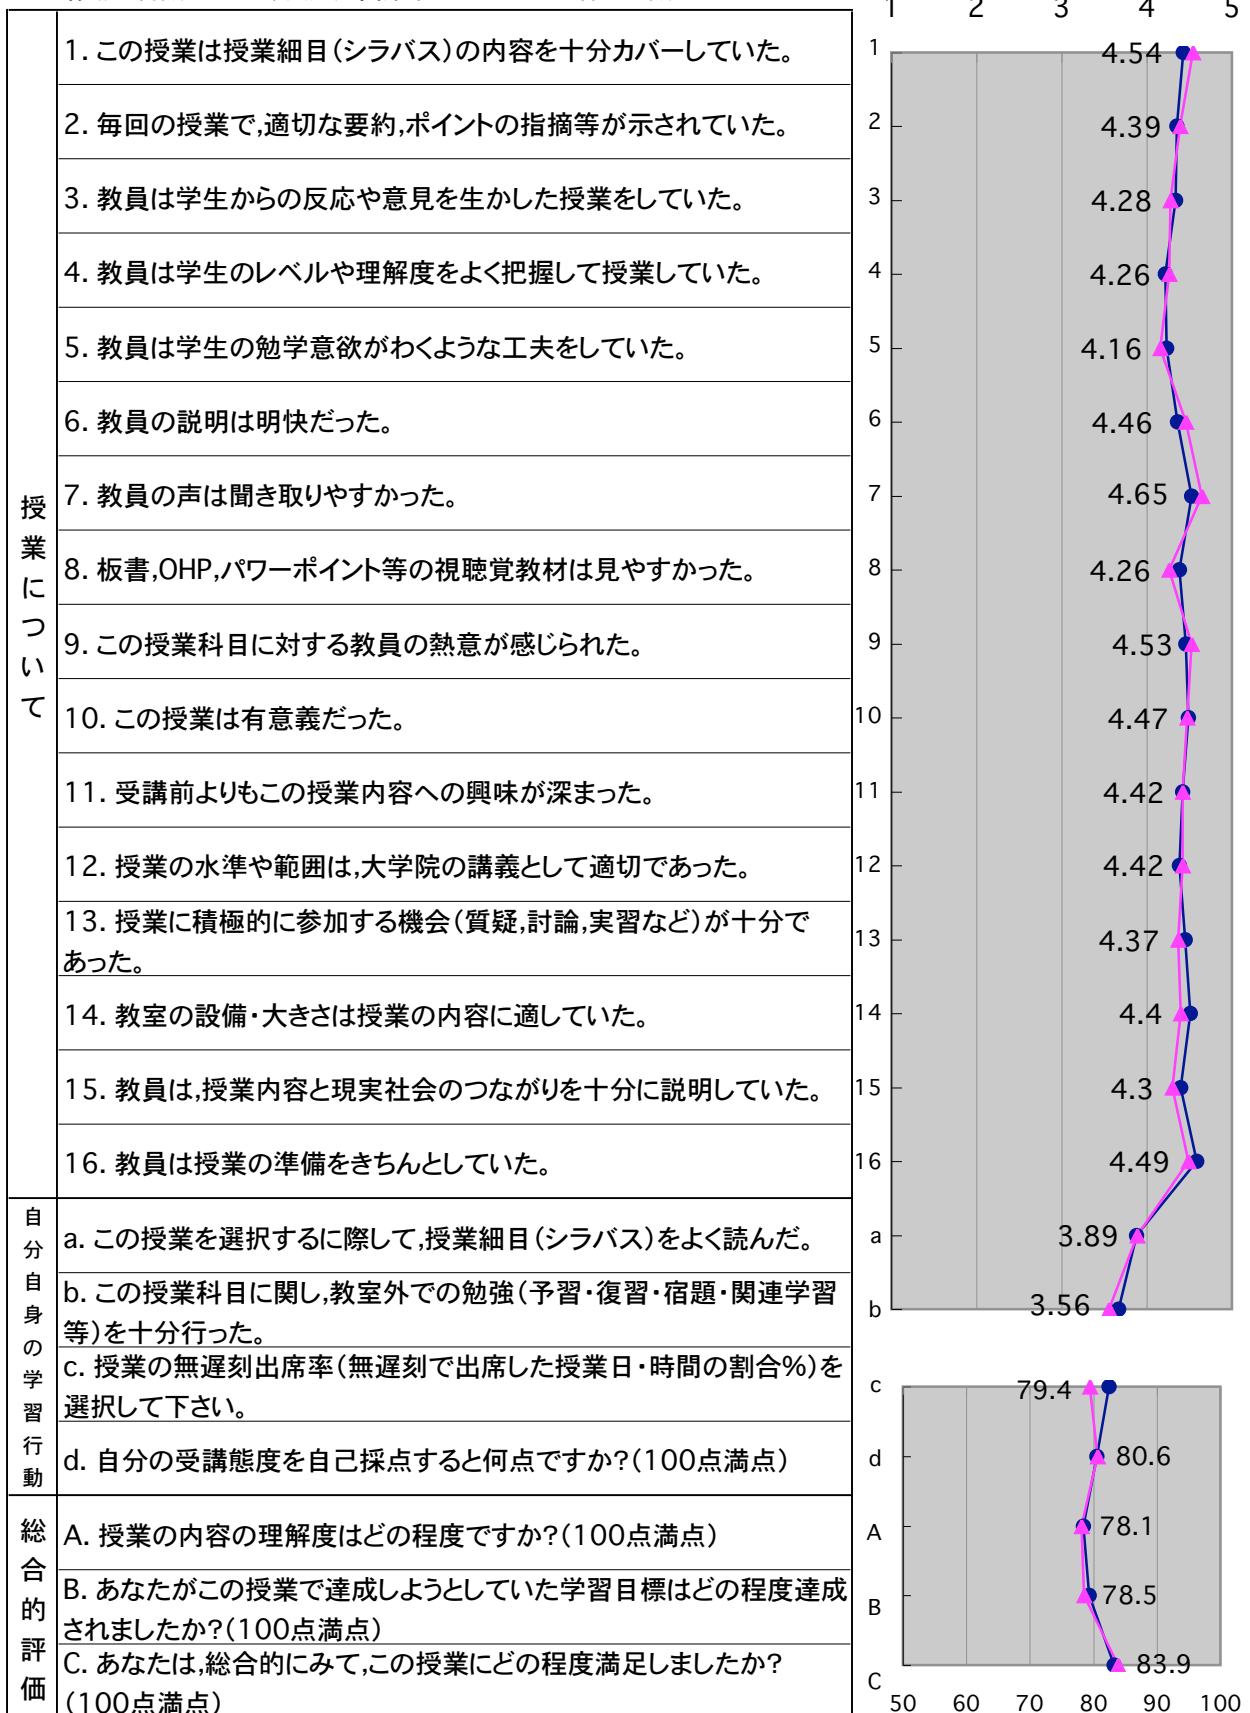 1 2 3 4 5
授業について
1. この授業は授業細目(シラバス)の内容を十分カバーしていた。
2. 毎回の授業で,適切な要約,ポイントの指摘等が示されていた。
3. 教員は学生からの反応や意見を生かした授業をしていた。
4. 教員は学生のレベルや理解度をよく把握して授業していた。
5. 教員は学生の勉学意欲がわくような工夫をしていた。
6. 教員の説明は明快だった。
7. 教員の声は聞き取りやすかった。
8. 板書,OHP,パワーポイント等の視聴覚教材は見やすかった。
9. この授業科目に対する教員の熱意が感じられた。
10. この授業は有意義だった。
11. 受講前よりもこの授業内容への興味が深まった。
12. 授業の水準や範囲は,大学院の講義として適切であった。
13. 授業に積極的に参加する機会(質疑,討論,実習など)が十分で
あった。
14. 教室の設備・大きさは授業の内容に適していた。
15. 教員は,授業内容と現実社会のつながりを十分に説明していた。
16. 教員は授業の準備をきちんとしていた。
自分自身の学習行動
a. この授業を選択するに際して,授業細目(シラバス)をよく読んだ。
b. この授業科目に関し,教室外での勉強(予習・復習・宿題・関連学習
等)を十分行った。
c. 授業の無遅刻出席率(無遅刻で出席した授業日・時間の割合%)を
選択して下さい。
d. 自分の受講態度を自己採点すると何点ですか?(100点満点)
総合的評価
A. 授業の内容の理解度はどの程度ですか?(100点満点)
B. あなたがこの授業で達成しようとしていた学習目標はどの程度達成
されましたか?(100点満点)
C. あなたは,総合的にみて,この授業にどの程度満足しましたか?
(100点満点)
1 4.54
2 4.39
3 4.28
4 4.26
5 4.16
6 4.46
7 4.65
8 4.26
9 4.53
10 4.47
11 4.42
12 4.42
13 4.37
14 4.4
15 4.3
16 4.49
a 3.89
b 3.56
c 79.4
d 80.6
A 78.1
B 78.5
C 83.9
50 60 70 80 90 100